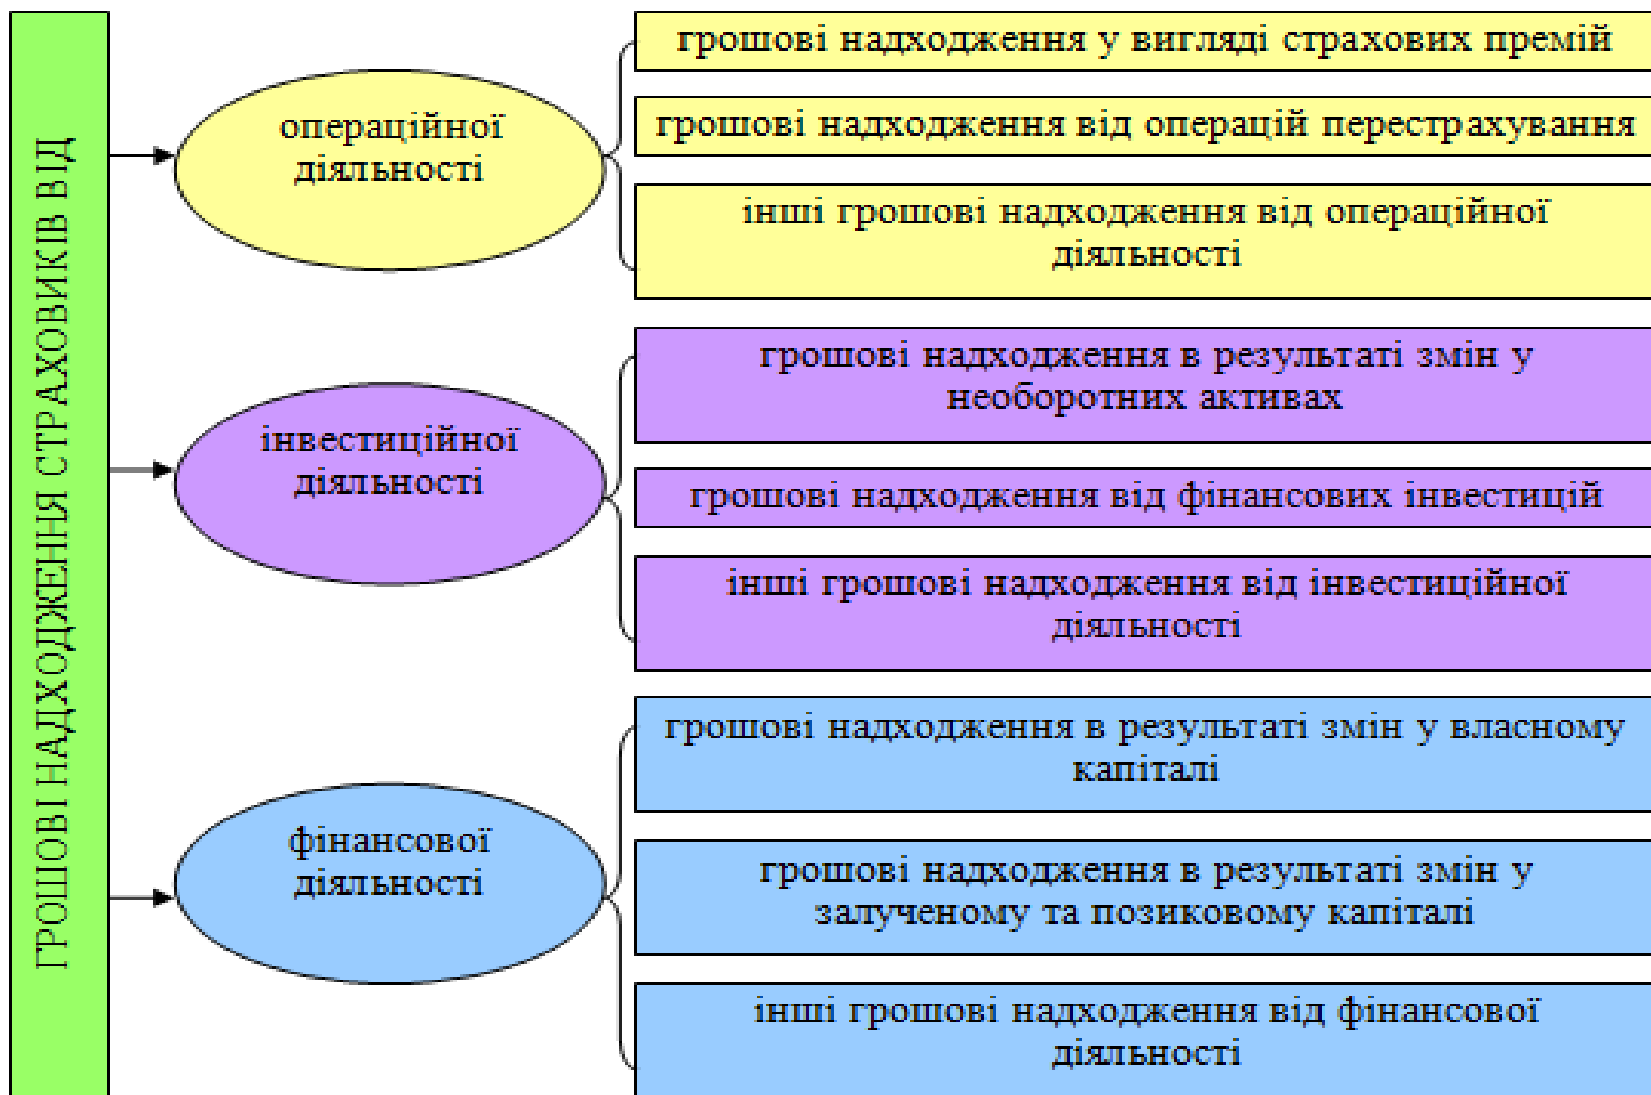 ГРОШОВІ НАДХОДЖЕННЯ СТРАХОВИКІВ ВІД
операційної
діяльності
грошові надходження у вигляді страхових премій
грошові надходження від операцій перестрахування
інші грошові надходження від операційної
діяльності
інвестиційної
діяльності
грошові надходження в результаті змін у
необоротних активах
грошові надходження від фінансових інвестицій
інші грошові надходження від інвестиційної
діяльності
фінансової
діяльності
грошові надходження в результаті змін у власному
капіталі
грошові надходження в результаті змін у
залученому та позиковому капіталі
інші грошові надходження від фінансової
діяльності